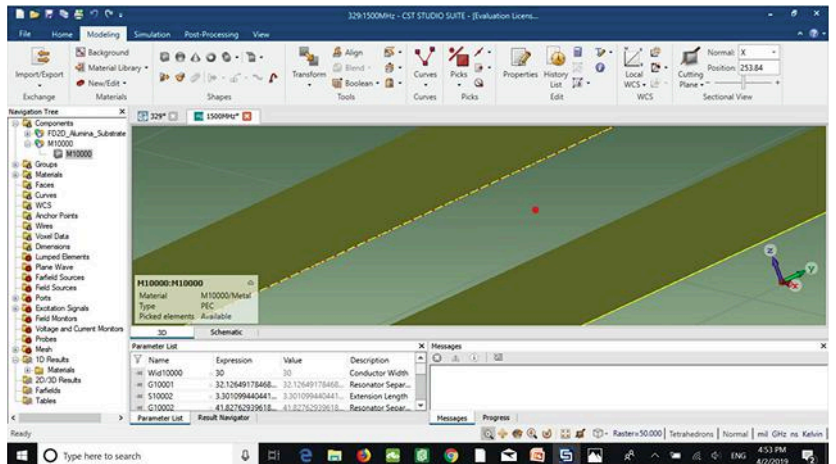 329:1500MHz* - CST STUDIO SUITE - [Evaluation Licens...
File Home Modeling Simulation Post-Processing View
Import/Export
Background
Material Library
New/Edit
Transform
Align
Blend
Boolean
Curves
Picks
Properties
History List
Local WCS
Cutting Plane
Normal: X
Position: 253.84
Exchange Materials Shapes Tools Curves Picks Edit WCS Sectional View
Navigation Tree
329*
1500MHz*
Components
FD2D_Alumina_Substrate
M10000
M10000
Groups
Materials
Faces
Curves
WCS
Anchor Points
Wires
Voxel Data
Dimensions
Lumped Elements
Plane Wave
Farfield Sources
Field Sources
Ports
Excitation Signals
Field Monitors
Voltage and Current Monitors
Probes
Mesh
1D Results
Materials
2D/3D Results
Farfields
Tables
M10000:M10000
Material M10000/Metal
Type PEC
Picked elements Available
z
y
x
3D Schematic
Parameter List
Name Expression Value Description
Wid10000 = 30 30 Conductor Width
G10001 = 32.12649178468... 32.12649178468... Resonator Separ...
S10002 = 3.301099440441... 3.301099440441... Extension Length
G10002 = 41.82762939618... 41.82762939618... Resonator Separ...
Parameter List Result Navigator
Messages
Messages Progress
Ready
Raster=50.000 Tetrahedrons Normal mil GHz ns Kelvin
Type here to search
ENG
4:53 PM
4/2/2019